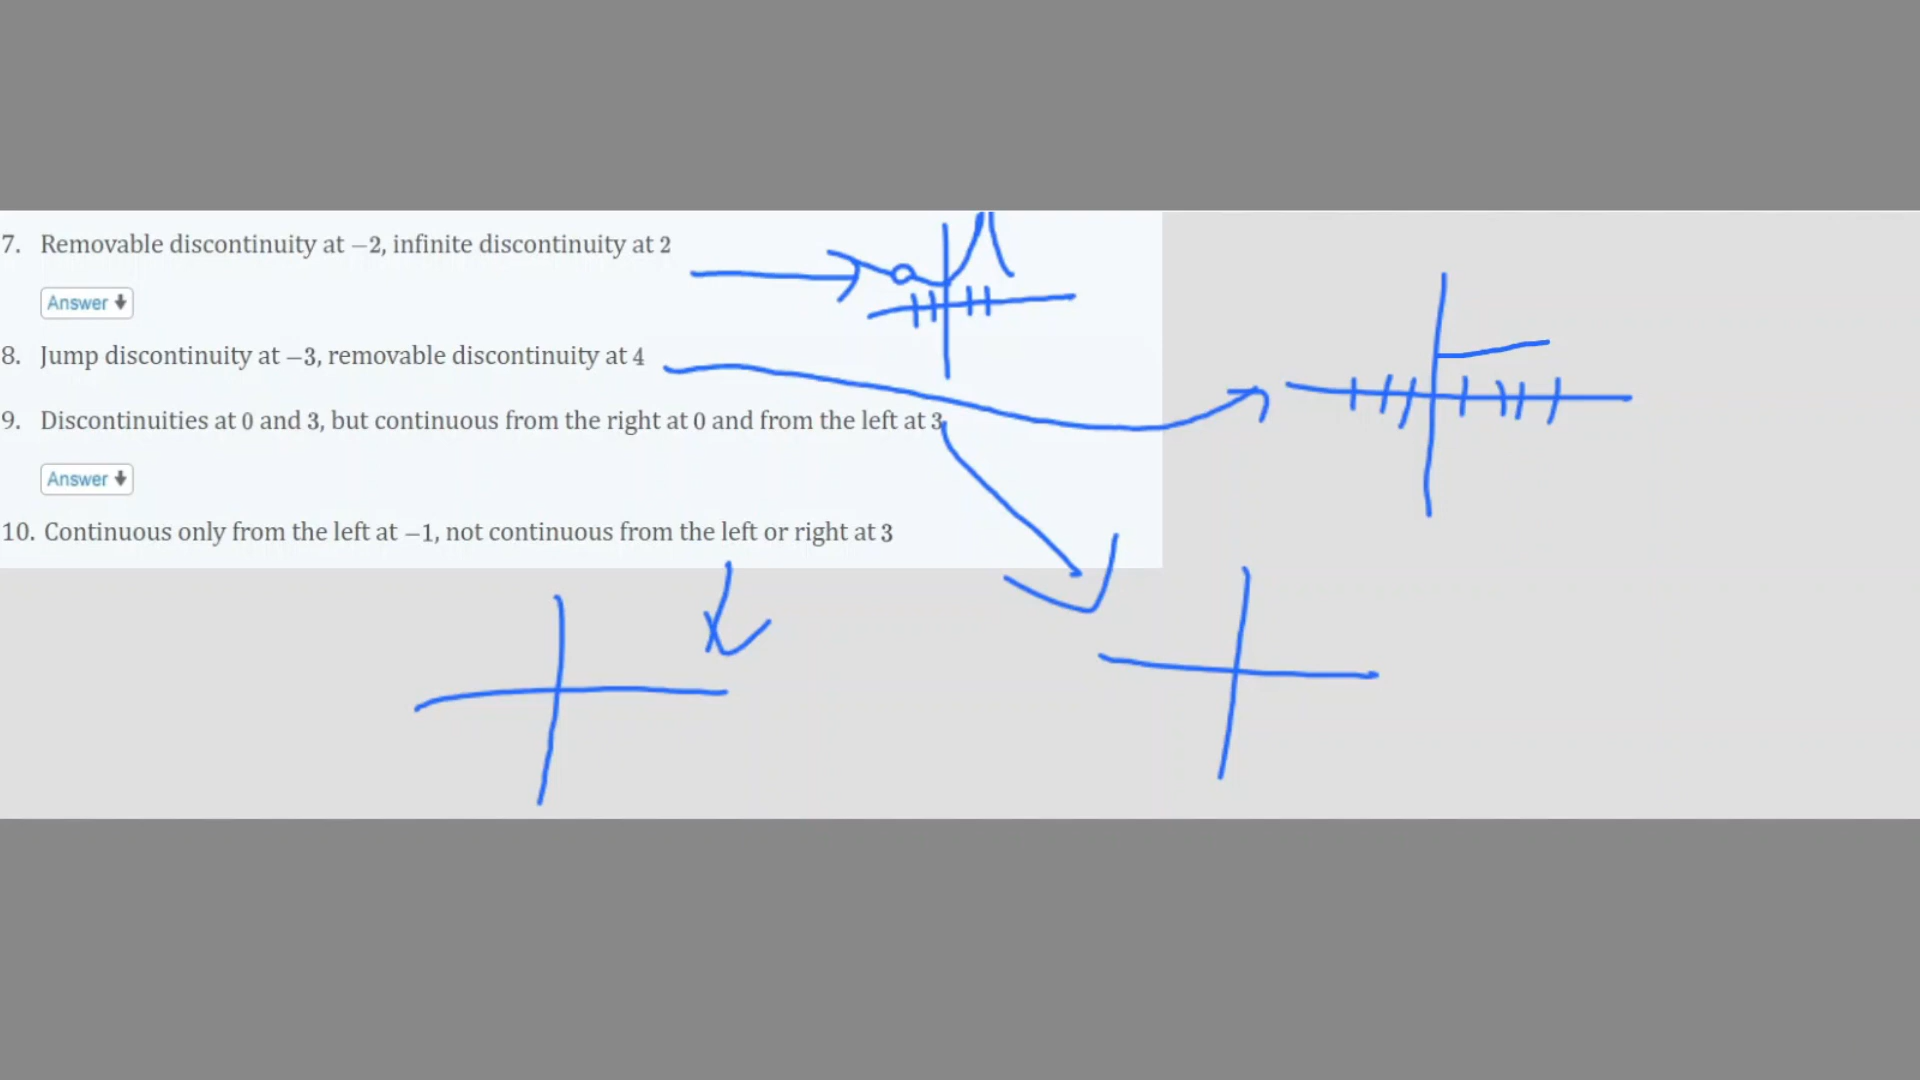 7. Removable discontinuity at −2, infinite discontinuity at 2
Answer
8. Jump discontinuity at −3, removable discontinuity at 4
9. Discontinuities at 0 and 3, but continuous from the right at 0 and from the left at 3
Answer
10. Continuous only from the left at −1, not continuous from the left or right at 3